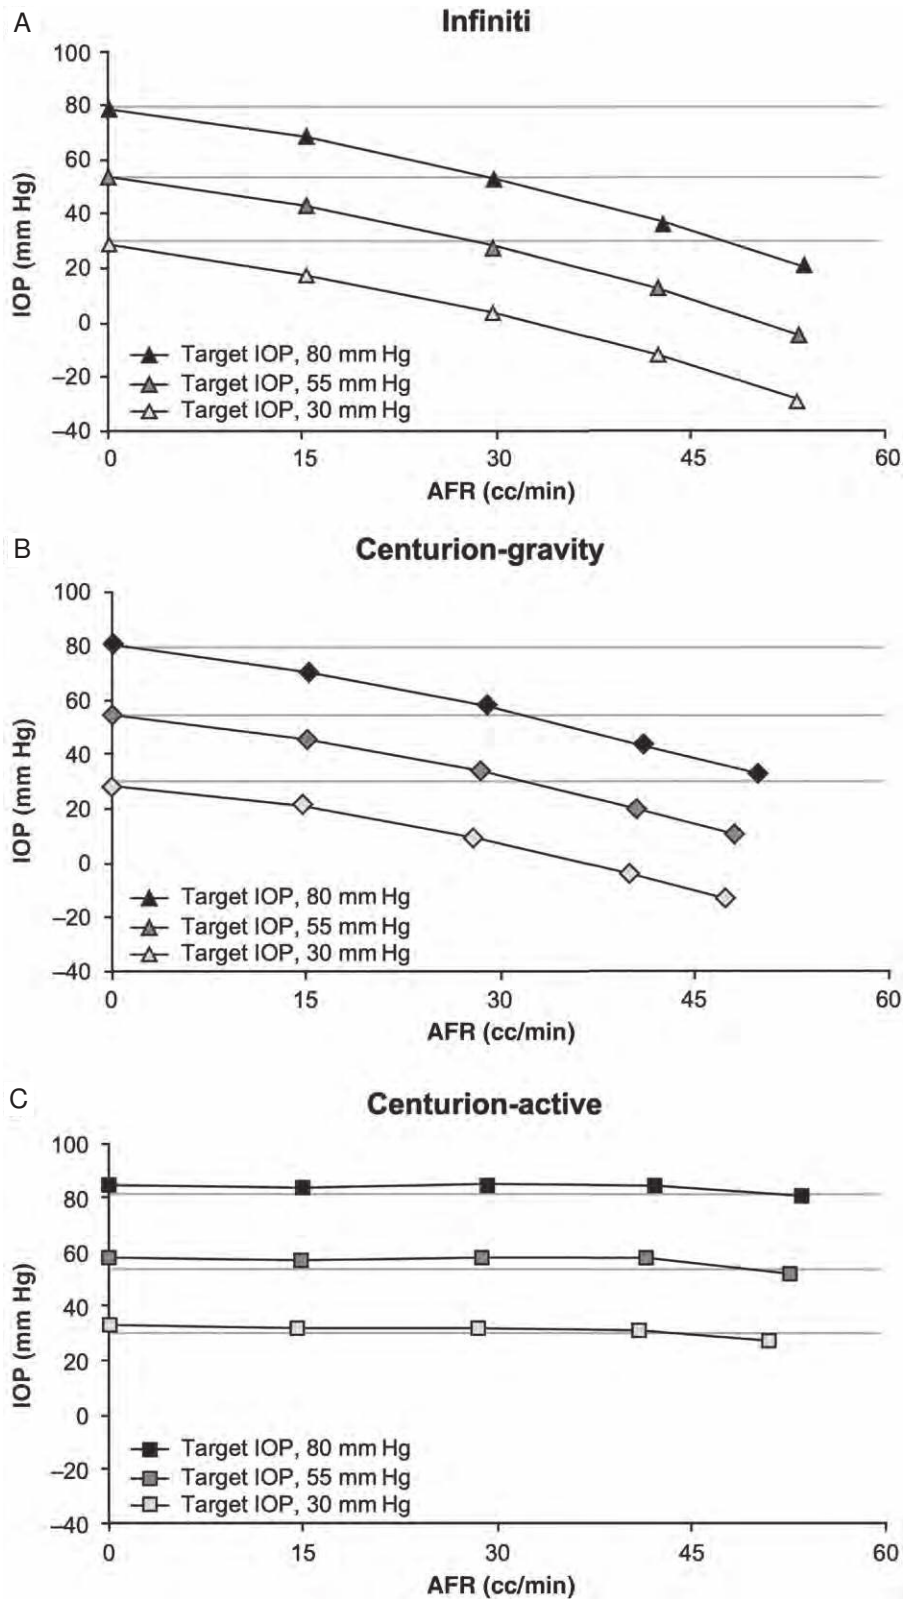 A
Infiniti
100
80
60
40
20
0
–20
–40
IOP (mm Hg)
Target IOP, 80 mm Hg
Target IOP, 55 mm Hg
Target IOP, 30 mm Hg
0 15 30 45 60
AFR (cc/min)
B
Centurion-gravity
100
80
60
40
20
0
–20
–40
IOP (mm Hg)
Target IOP, 80 mm Hg
Target IOP, 55 mm Hg
Target IOP, 30 mm Hg
0 15 30 45 60
AFR (cc/min)
C
Centurion-active
100
80
60
40
20
0
–20
–40
IOP (mm Hg)
Target IOP, 80 mm Hg
Target IOP, 55 mm Hg
Target IOP, 30 mm Hg
0 15 30 45 60
AFR (cc/min)